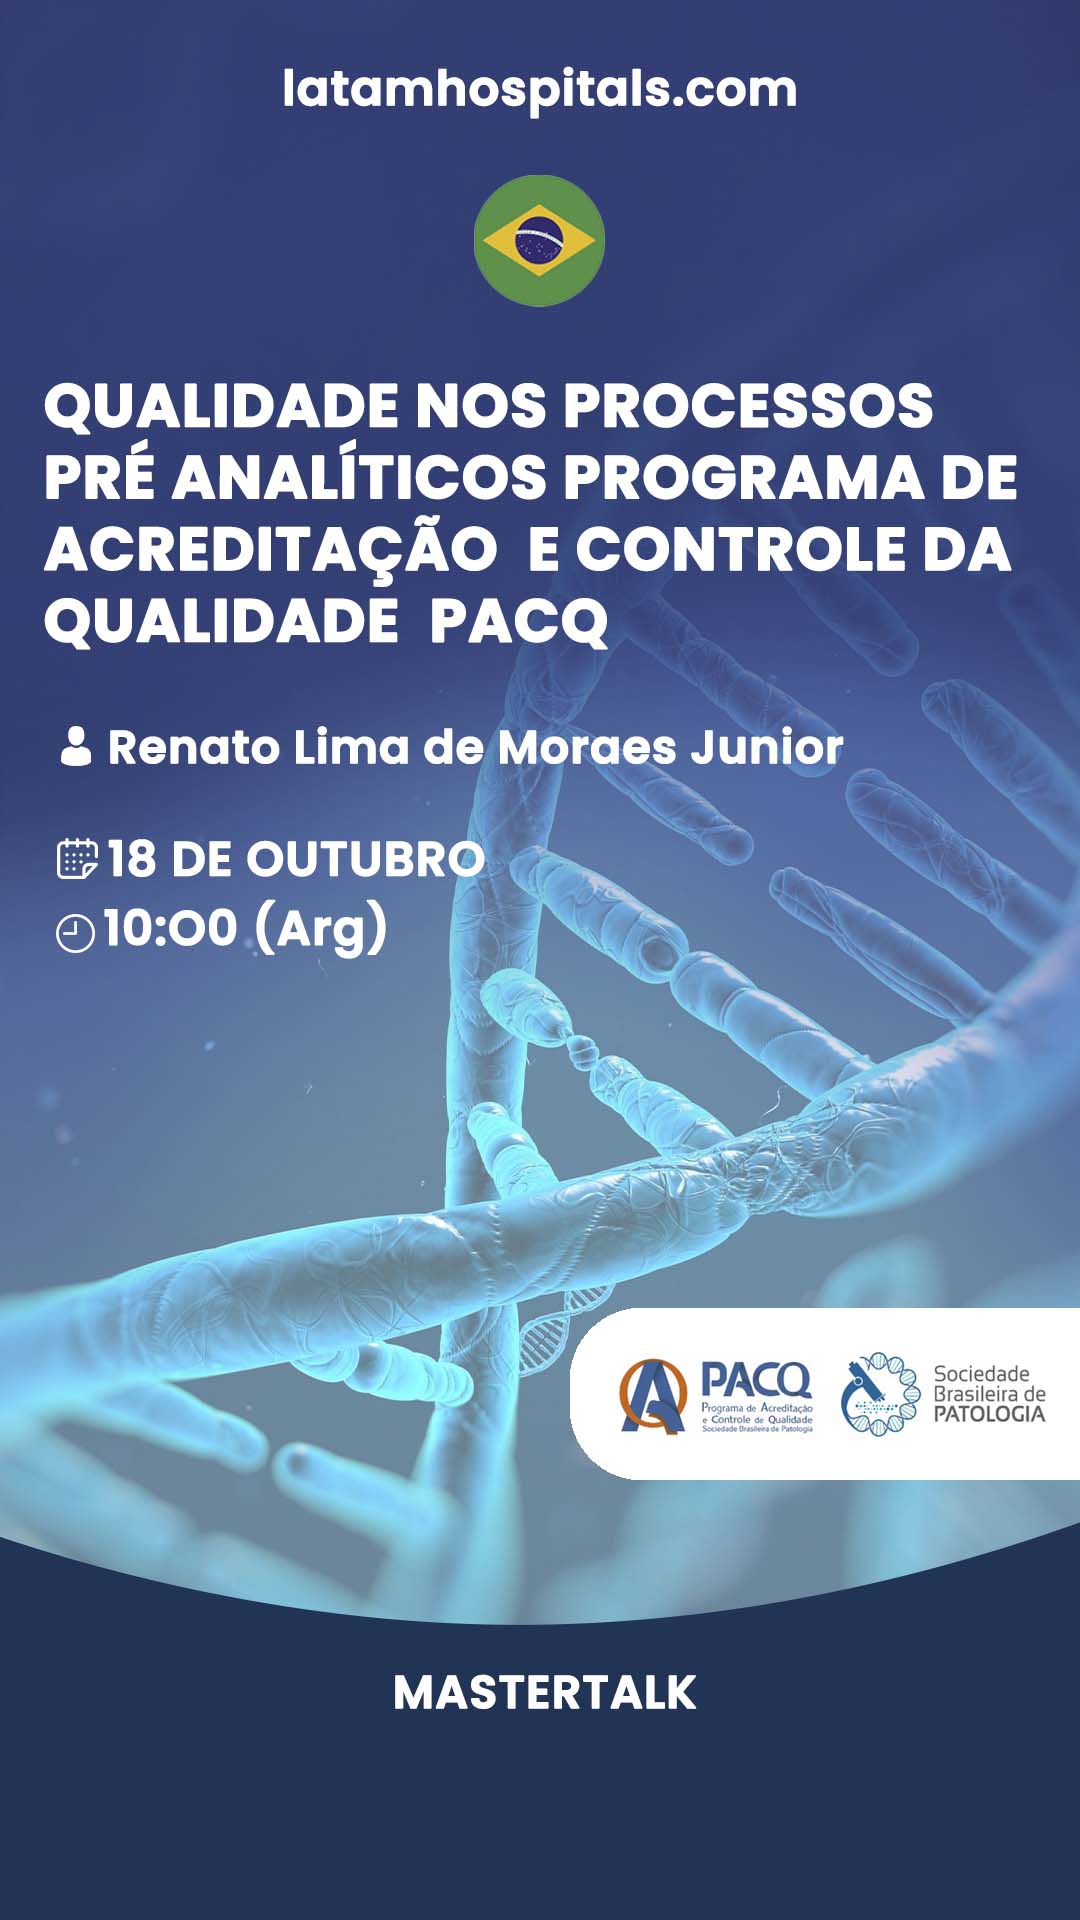 latamhospitals.com
QUALIDADE NOS PROCESSOS
PRÉ ANALÍTICOS PROGRAMA DE
ACREDITAÇÃO E CONTROLE DA
QUALIDADE PACQ
Renato Lima de Moraes Junior
18 DE OUTUBRO
10:O0 (Arg)
PACQ
Programa de Acreditação
e Controle de Qualidade
Sociedade Brasileira de Patologia
Sociedade
Brasileira de
PATOLOGIA
MASTERTALK